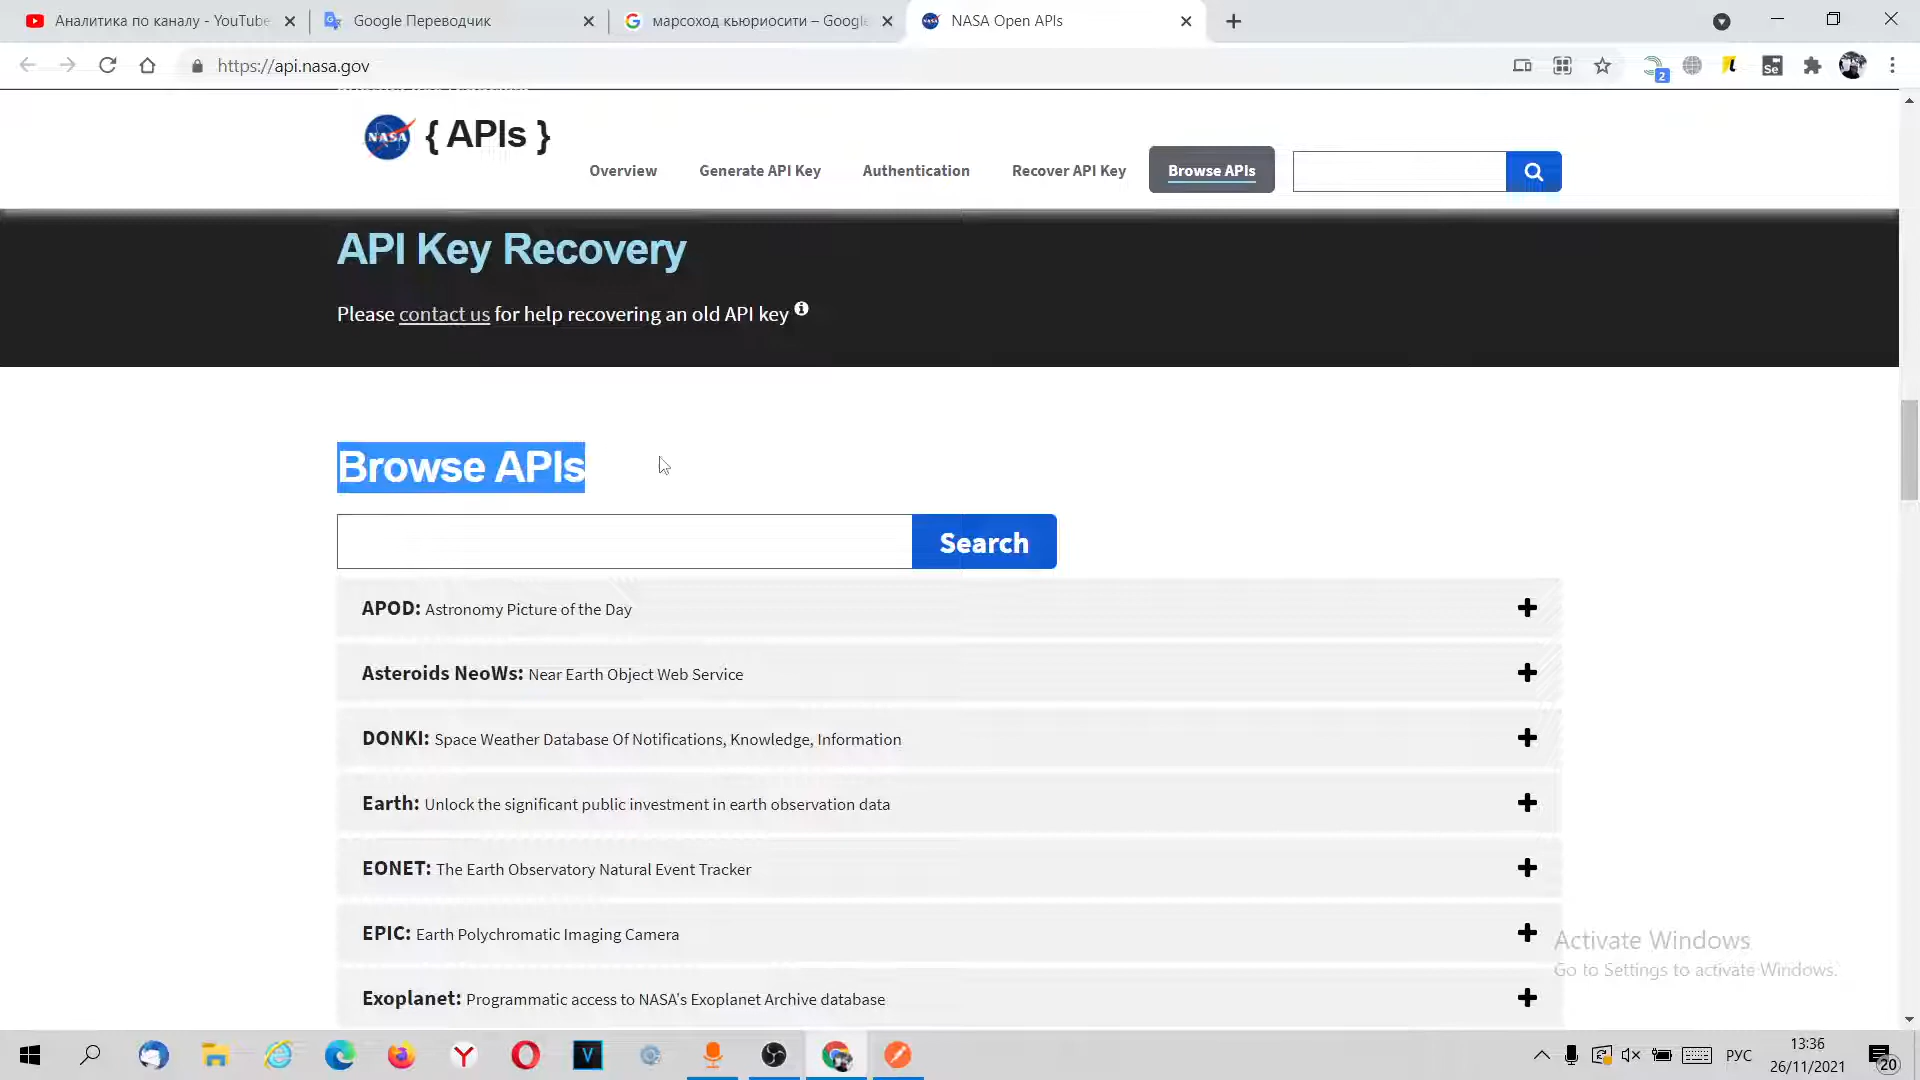 Аналитика по каналу - YouTube
Google Переводчик
марсоход кьюриосити – Google
NASA Open APIs
https://api.nasa.gov
2
Se
NASA
{ APIs }
Overview
Generate API Key
Authentication
Recover API Key
Browse APIs
API Key Recovery
Please contact us for help recovering an old API key
Browse APIs
Search
APOD: Astronomy Picture of the Day
Asteroids NeoWs: Near Earth Object Web Service
DONKI: Space Weather Database Of Notifications, Knowledge, Information
Earth: Unlock the significant public investment in earth observation data
EONET: The Earth Observatory Natural Event Tracker
EPIC: Earth Polychromatic Imaging Camera
Exoplanet: Programmatic access to NASA's Exoplanet Archive database
Activate Windows
Go to Settings to activate Windows.
V
РУС
13:36
26/11/2021
20